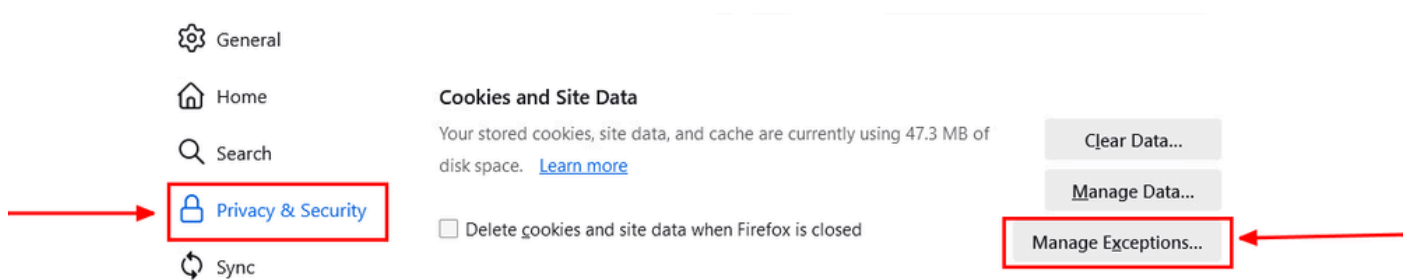 General
Home
Search
Privacy & Security
Sync
Cookies and Site Data
Your stored cookies, site data, and cache are currently using 47.3 MB of
disk space. Learn more
Delete cookies and site data when Firefox is closed
Clear Data...
Manage Data...
Manage Exceptions...